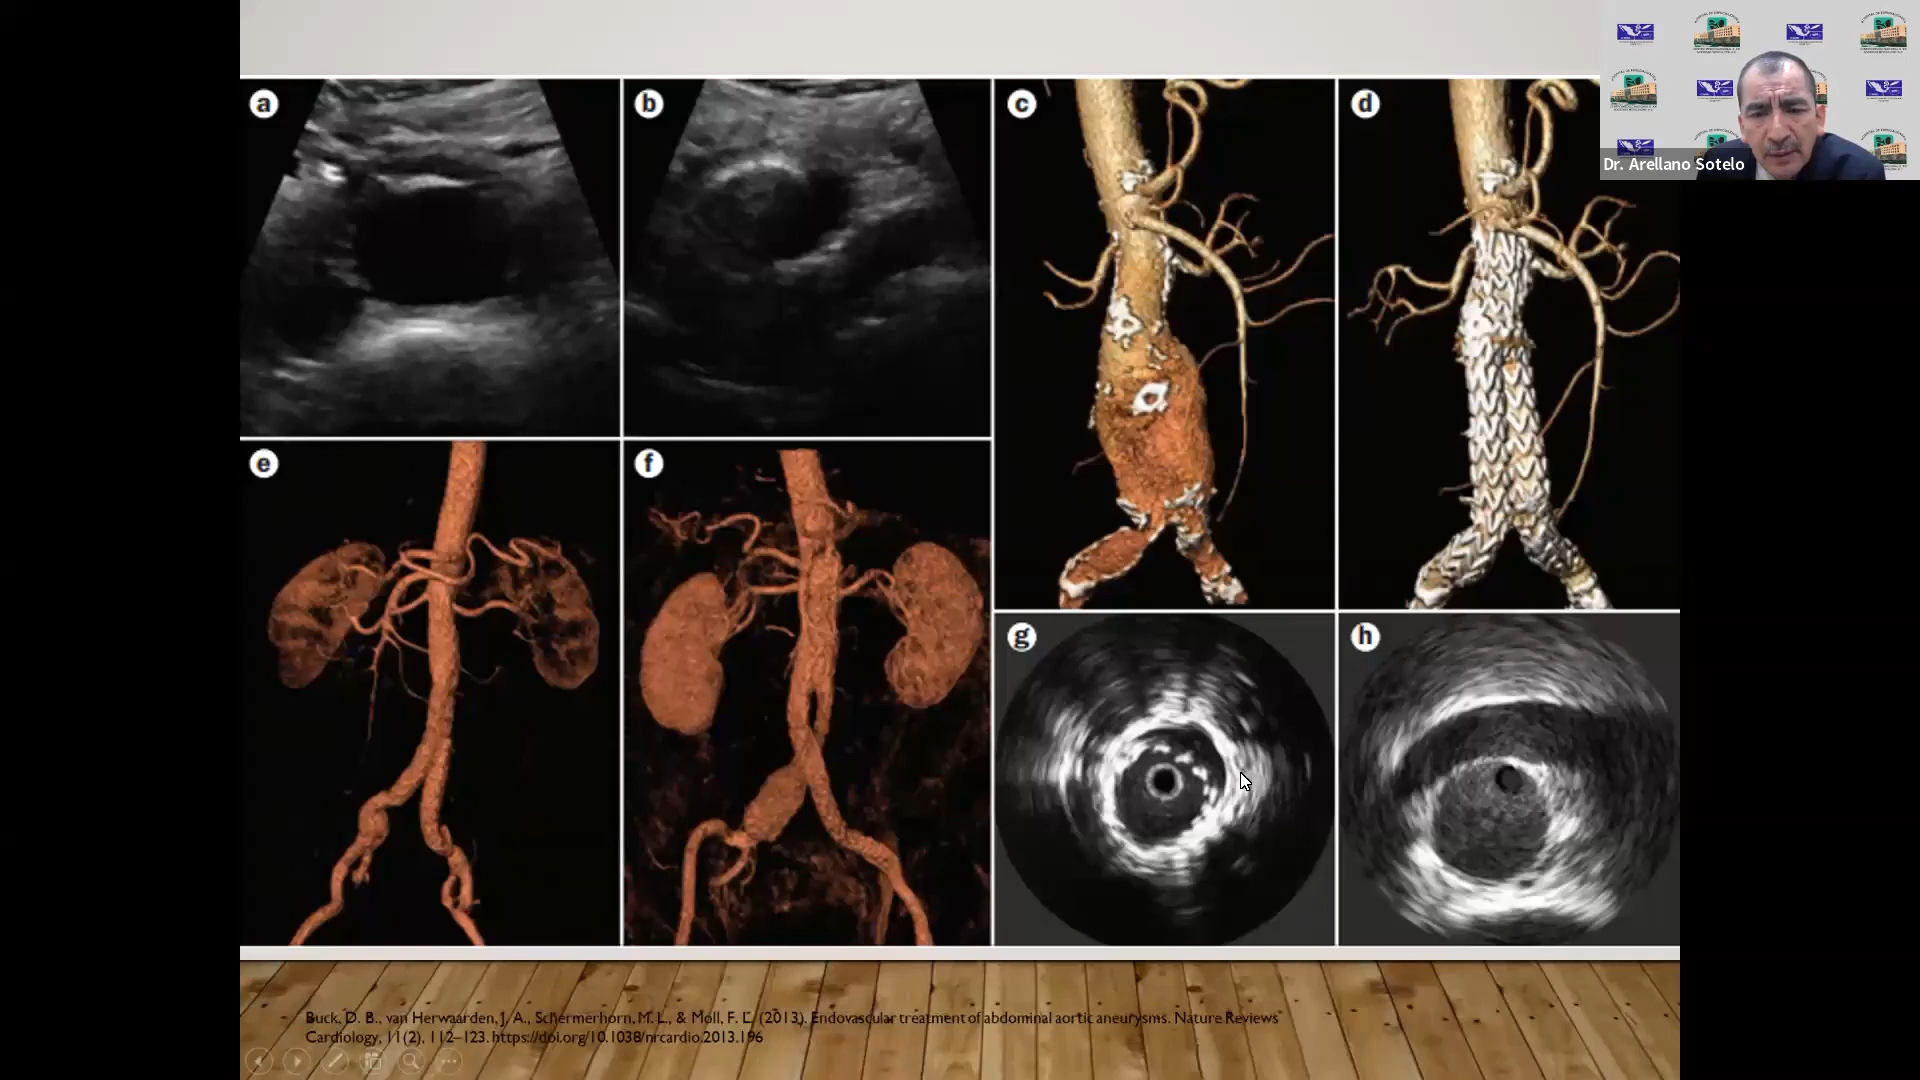 a
b
c
d
Dr. Arellano Sotelo
e
f
g
h
Buck, D. B., van Herwaarden, J. A., Schermerhorn, M. L., & Moll, F. L. (2013). Endovascular treatment of abdominal aortic aneurysms. Nature Reviews
Cardiology, 11(2), 112–123. https://doi.org/10.1038/nrcardio.2013.196